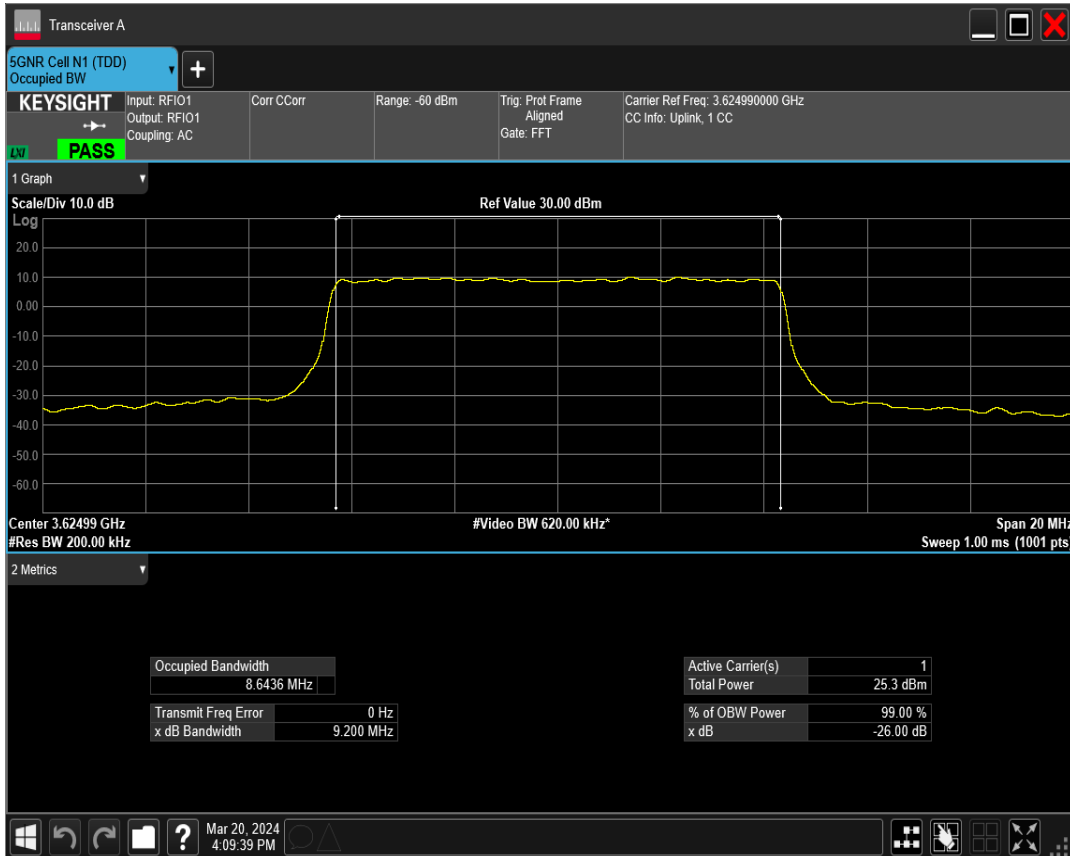 Transceiver A
5GNR Cell N1 (TDD)
Occupied BW
+
KEYSIGHT
LXI
PASS
Input: RFIO1
Output: RFIO1
Coupling: AC
Corr CCorr
Range: -60 dBm
Trig: Prot Frame
Aligned
Gate: FFT
Carrier Ref Freq: 3.624990000 GHz
CC Info: Uplink, 1 CC
1 Graph
Scale/Div 10.0 dB
Ref Value 30.00 dBm
Log
20.0
10.0
0.00
-10.0
-20.0
-30.0
-40.0
-50.0
-60.0
Center 3.62499 GHz
#Video BW 620.00 kHz*
Span 20 MHz
#Res BW 200.00 kHz
Sweep 1.00 ms (1001 pts)
2 Metrics
Occupied Bandwidth
8.6436 MHz
Transmit Freq Error 0 Hz
x dB Bandwidth 9.200 MHz
Active Carrier(s) 1
Total Power 25.3 dBm
% of OBW Power 99.00 %
x dB -26.00 dB
?
Mar 20, 2024
4:09:39 PM